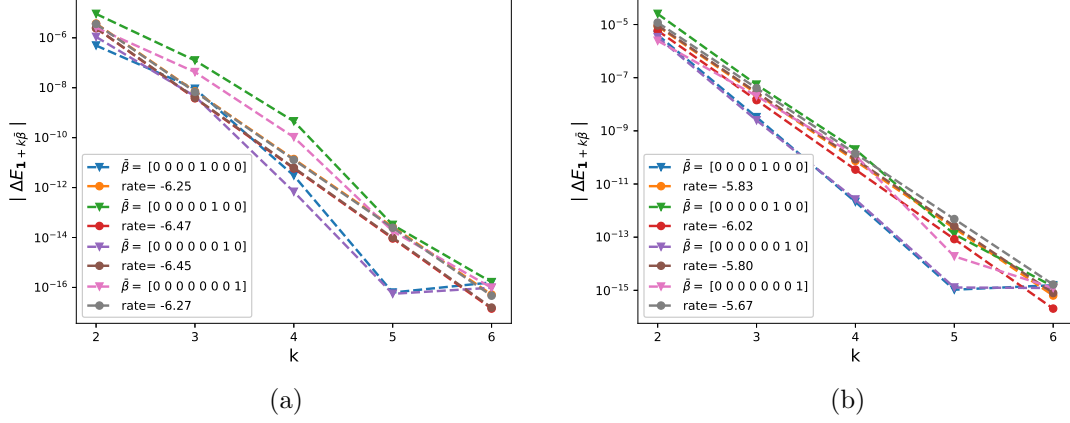 | ΔE₁₊ₖβ̄ |
10⁻⁶
10⁻⁸
10⁻¹⁰
10⁻¹²
10⁻¹⁴
10⁻¹⁶
β̄ = [0 0 0 0 1 0 0 0]
rate= -6.25
β̄ = [0 0 0 0 0 1 0 0]
rate= -6.47
β̄ = [0 0 0 0 0 0 1 0]
rate= -6.45
β̄ = [0 0 0 0 0 0 0 1]
rate= -6.27
2 3 4 5 6
k
(a)
| ΔE₁₊ₖβ̄ |
10⁻⁵
10⁻⁷
10⁻⁹
10⁻¹¹
10⁻¹³
10⁻¹⁵
β̄ = [0 0 0 0 1 0 0 0]
rate= -5.83
β̄ = [0 0 0 0 0 1 0 0]
rate= -6.02
β̄ = [0 0 0 0 0 0 1 0]
rate= -5.80
β̄ = [0 0 0 0 0 0 0 1]
rate= -5.67
2 3 4 5 6
k
(b)